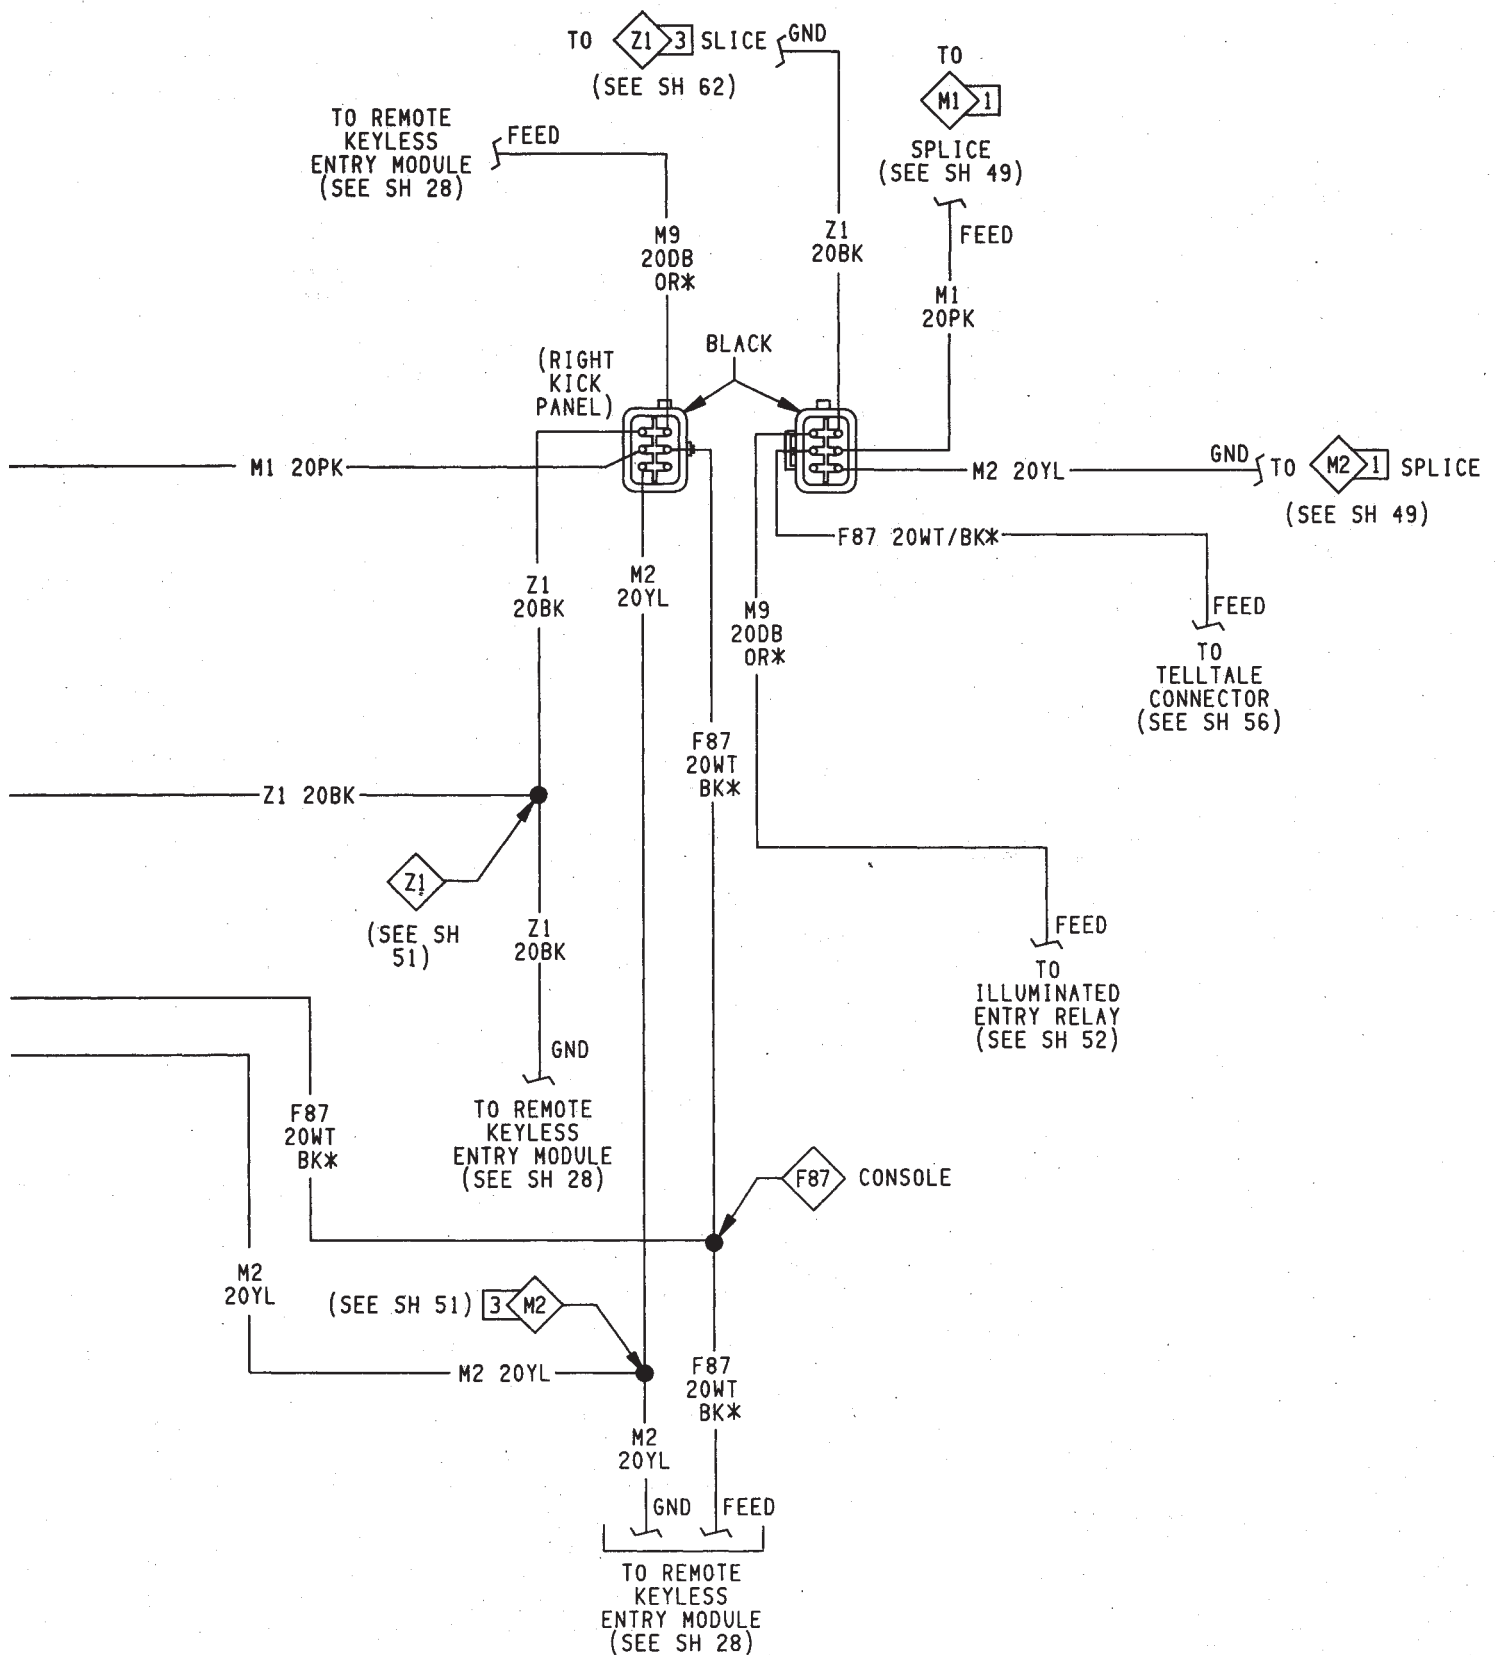 TO Z1 3 SLICE GND
(SEE SH 62)
TO
M1 1
SPLICE
(SEE SH 49)
FEED
TO REMOTE
KEYLESS
ENTRY MODULE
(SEE SH 28)
FEED
M9
20DB
OR*
Z1
20BK
M1
20PK
BLACK
(RIGHT
KICK
PANEL)
M1 20PK
M2 20YL
GND
TO M2 1 SPLICE
(SEE SH 49)
F87 20WT/BK*
Z1
20BK
M2
20YL
M9
20DB
OR*
FEED
TO
TELLTALE
CONNECTOR
(SEE SH 56)
F87
20WT
BK*
Z1 20BK
Z1
(SEE SH
51)
Z1
20BK
FEED
TO
ILLUMINATED
ENTRY RELAY
(SEE SH 52)
GND
TO REMOTE
KEYLESS
ENTRY MODULE
(SEE SH 28)
F87
20WT
BK*
F87 CONSOLE
M2
20YL
(SEE SH 51) 3 M2
M2 20YL
F87
20WT
BK*
M2
20YL
GND FEED
TO REMOTE
KEYLESS
ENTRY MODULE
(SEE SH 28)